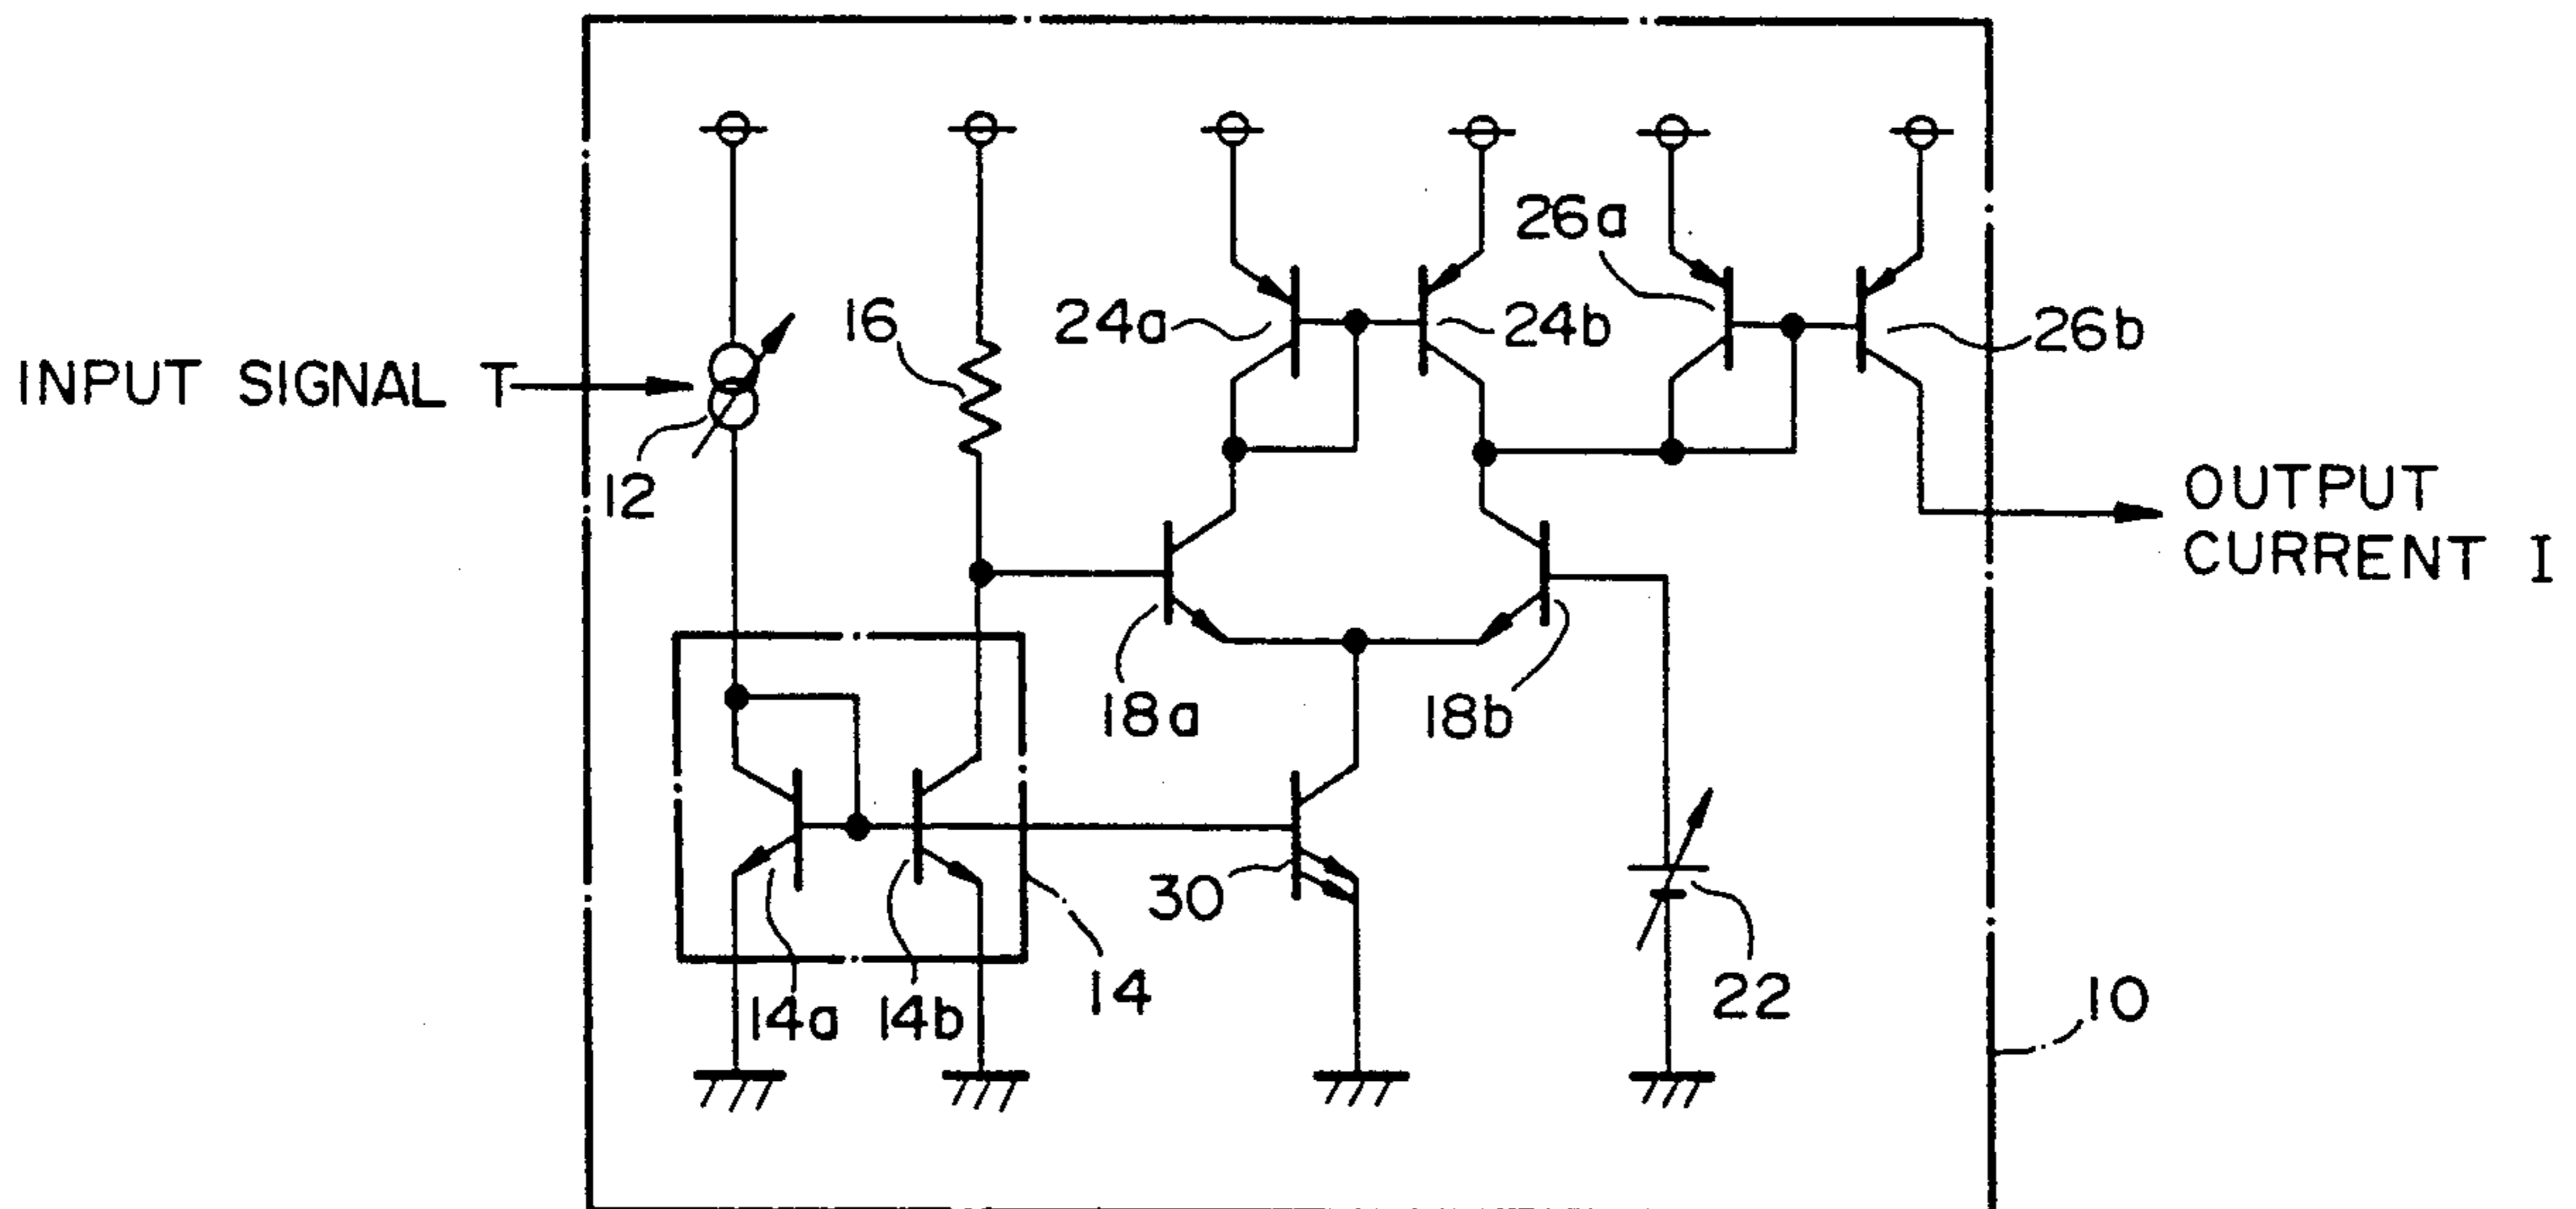 26a
16
24a
24b
26b
INPUT SIGNAL T
12
OUTPUT
CURRENT I
18a
18b
30
14a
14b
14
22
10